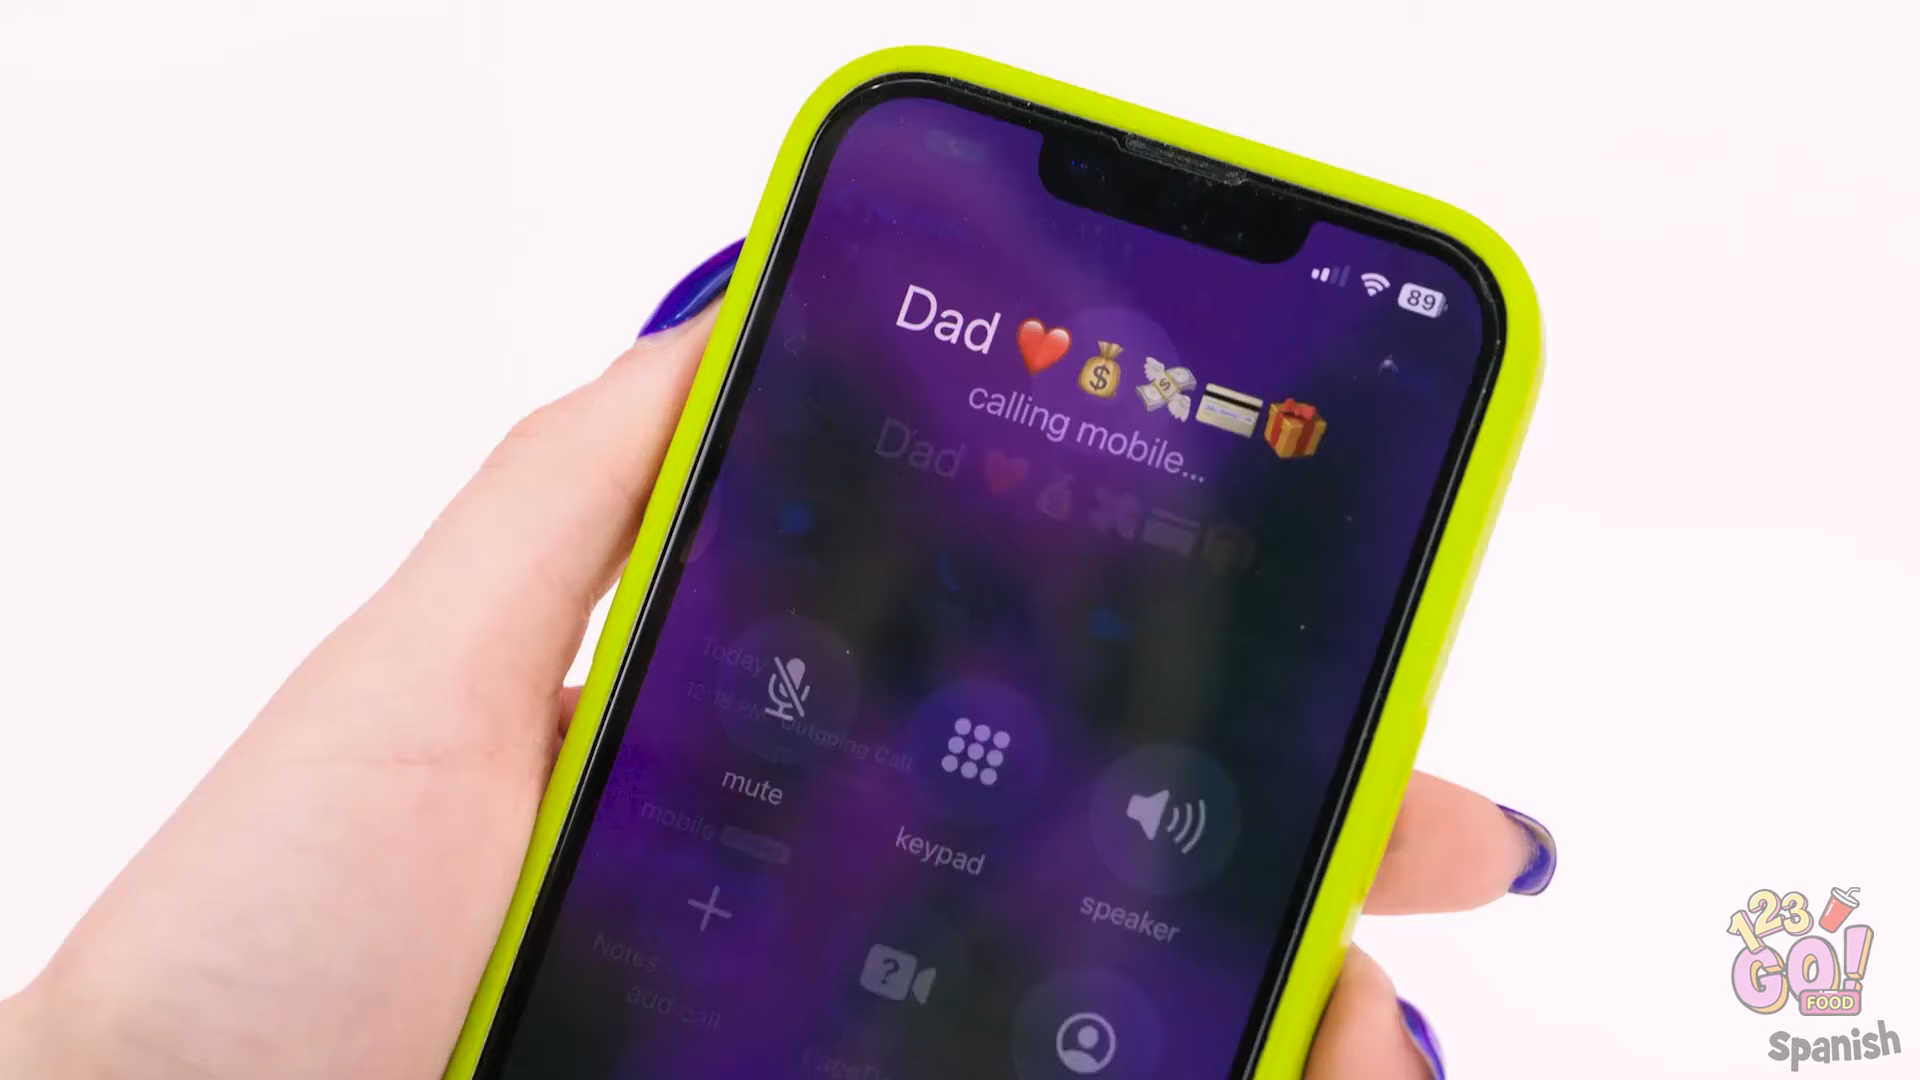 89
Dad ❤️💰💸💳🎁
calling mobile...
Dad ❤️💰💸💳🎁
Today
Outgoing Call
mute
keypad
speaker
mobile
Notes
add call
123
GO!
FOOD
Spanish